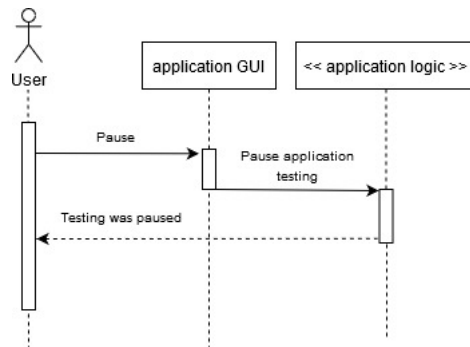 User
application GUI
<< application logic >>
Pause
Pause application
testing
Testing was paused